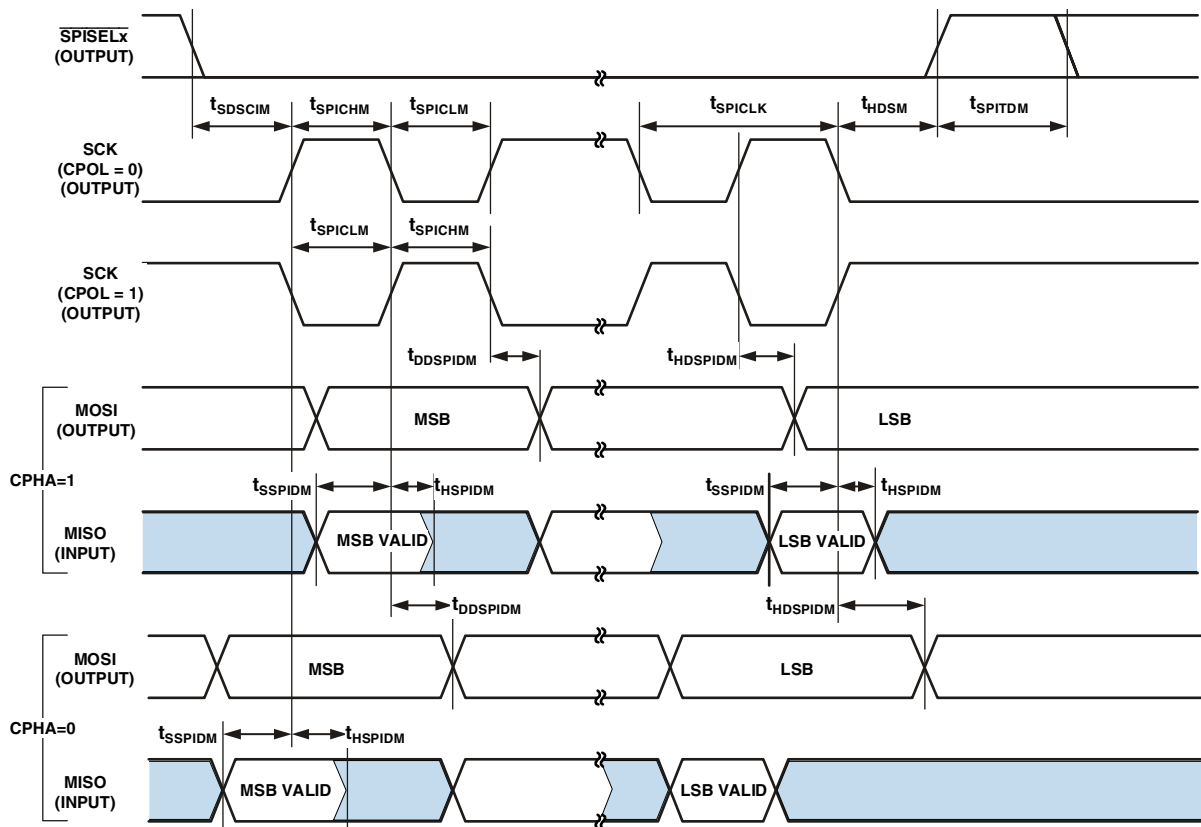 SPISELx
(OUTPUT)
tSDSCIM tSPICHM tSPICLM tSPICLK tHDSM tSPITDM
SCK
(CPOL = 0)
(OUTPUT)
tSPICLM tSPICHM
SCK
(CPOL = 1)
(OUTPUT)
tDDSPIDM tHDSPIDM
CPHA=1
MOSI
(OUTPUT)
MSB LSB
tSSPIDM tHSPIDM tSSPIDM tHSPIDM
MISO
(INPUT)
MSB VALID LSB VALID
tDDSPIDM tHDSPIDM
CPHA=0
MOSI
(OUTPUT)
MSB LSB
tSSPIDM tHSPIDM
MISO
(INPUT)
MSB VALID LSB VALID